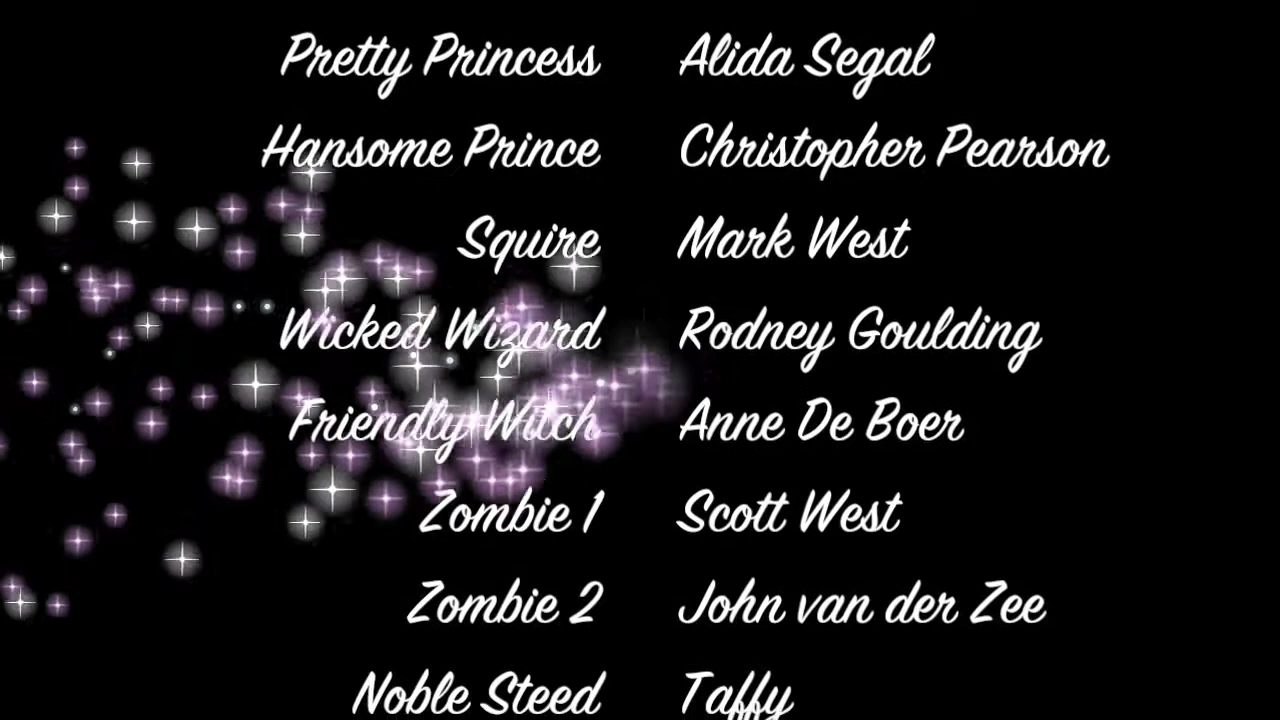 Pretty Princess Alida Segal
Hansome Prince Christopher Pearson
Squire Mark West
Wicked Wizard Rodney Goulding
Friendly Witch Anne De Boer
Zombie 1 Scott West
Zombie 2 John van der Zee
Noble Steed Taffy